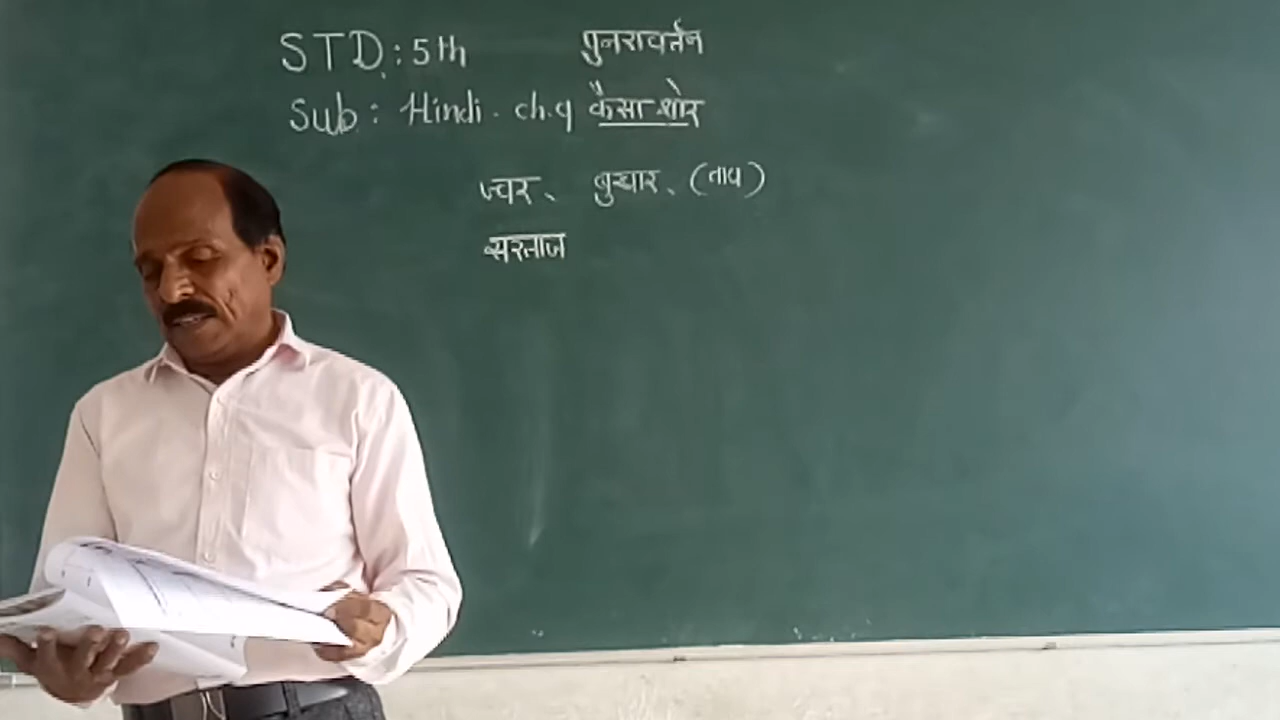 STD: 5th पुनरावर्तन
Sub: Hindi. ch.9 कैसा शोर
ज्वर、 बुखार、(ताप)
सरताज